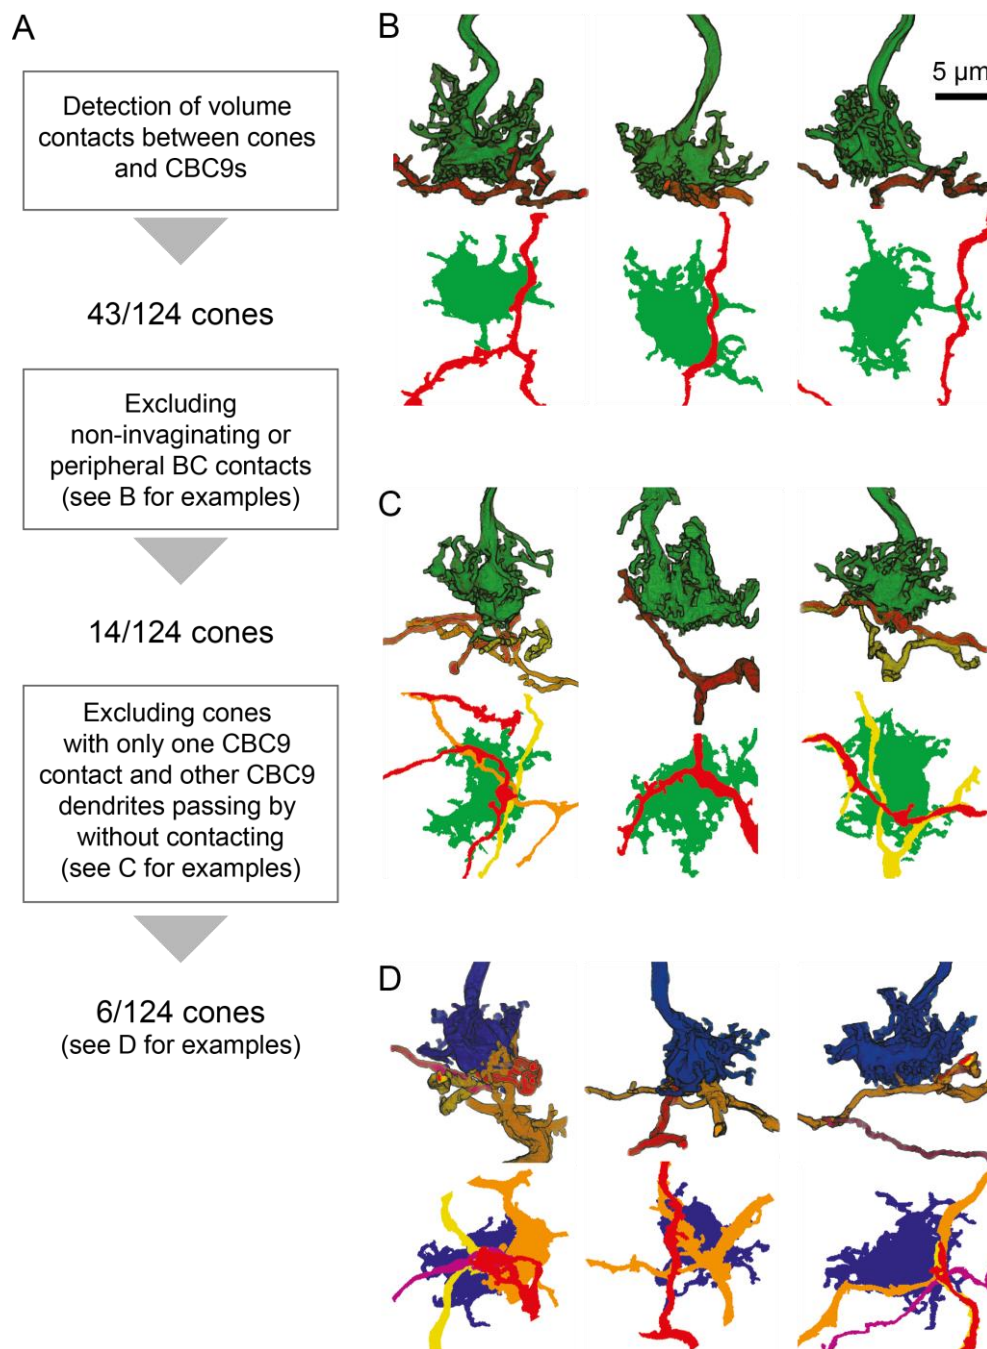 A
Detection of volume
contacts between cones
and CBC9s
43/124 cones
Excluding
non-invaginating or
peripheral BC contacts
(see B for examples)
14/124 cones
Excluding cones
with only one CBC9
contact and other CBC9
dendrites passing by
without contacting
(see C for examples)
6/124 cones
(see D for examples)
B
5 µm
C
D